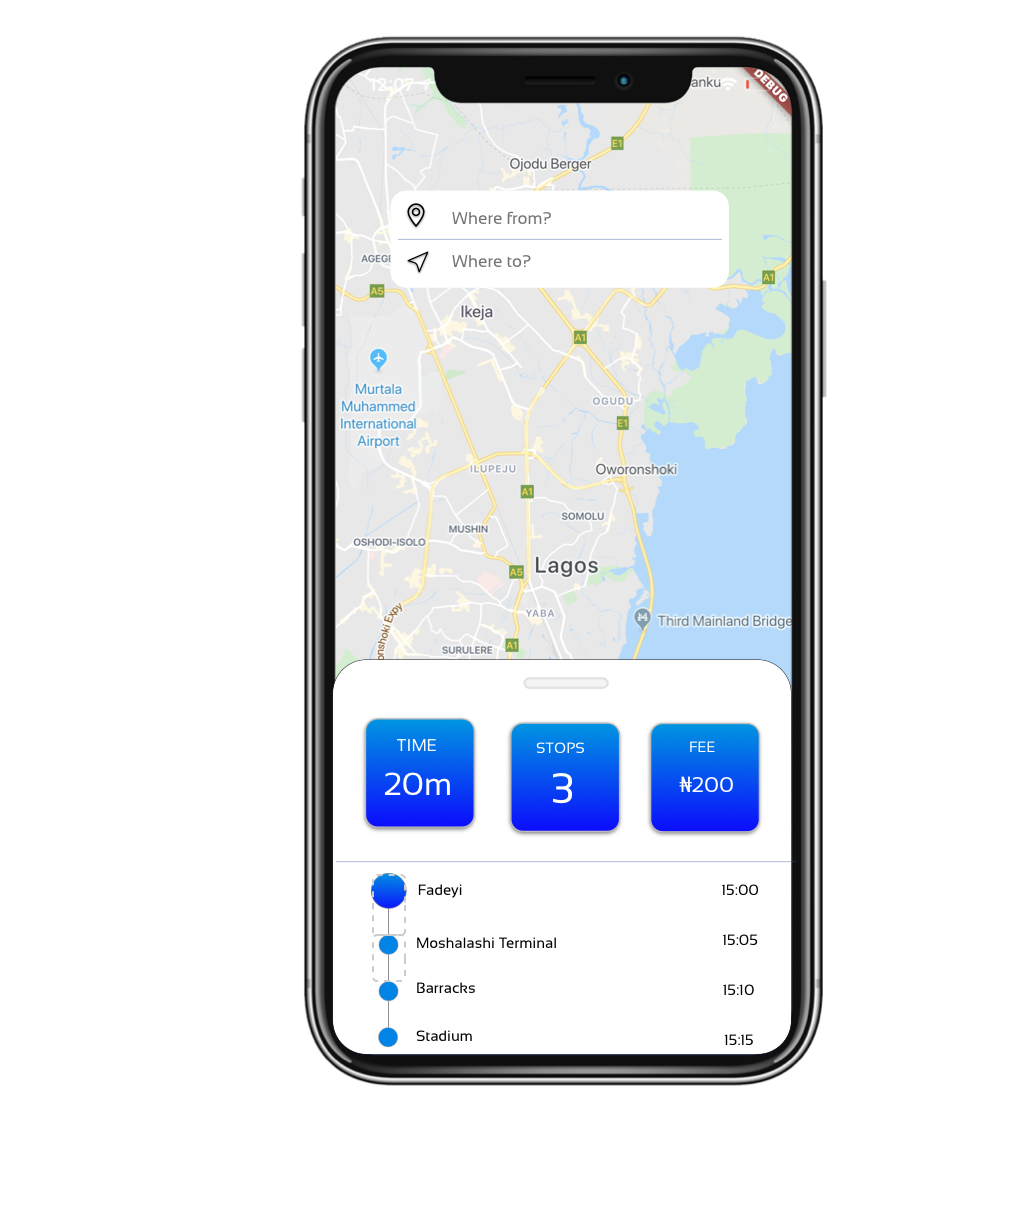 12:07
anku
DEBUG
E1
Ojodu Berger
Where from?
AGEGE
Where to?
A1
A5
Ikeja
A1
Murtala
Muhammed
International
Airport
OGUDU
E1
ILUPEJU
Oworonshoki
A1
SOMOLU
MUSHIN
OSHODI-ISOLO
Lagos
A5
YABA
onshoki Expy
Third Mainland Bridge
SURULERE
A1
TIME
20m
STOPS
3
FEE
₦200
Fadeyi 15:00
Moshalashi Terminal 15:05
Barracks 15:10
Stadium 15:15